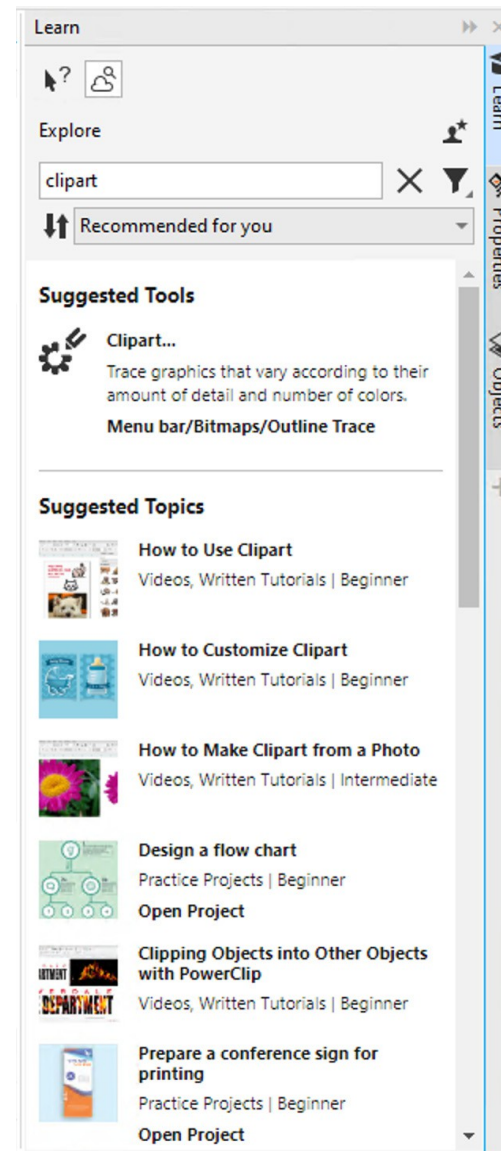 Learn
?
Explore
clipart
Recommended for you
Suggested Tools
Clipart...
Trace graphics that vary according to their
amount of detail and number of colors.
Menu bar/Bitmaps/Outline Trace
Suggested Topics
How to Use Clipart
Videos, Written Tutorials | Beginner
How to Customize Clipart
Videos, Written Tutorials | Beginner
How to Make Clipart from a Photo
Videos, Written Tutorials | Intermediate
Design a flow chart
Practice Projects | Beginner
Open Project
Clipping Objects into Other Objects
with PowerClip
Videos, Written Tutorials | Beginner
DEPARTMENT
Prepare a conference sign for
printing
Practice Projects | Beginner
Open Project
Learn
Properties
Objects